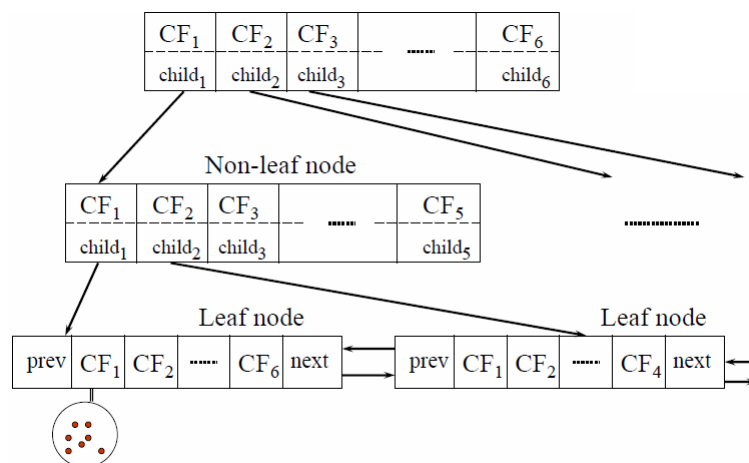 CF₁ CF₂ CF₃ CF₆
child₁ child₂ child₃ child₆
Non-leaf node
CF₁ CF₂ CF₃ CF₅
child₁ child₂ child₃ child₅
Leaf node Leaf node
prev CF₁ CF₂ CF₆ next prev CF₁ CF₂ CF₄ next